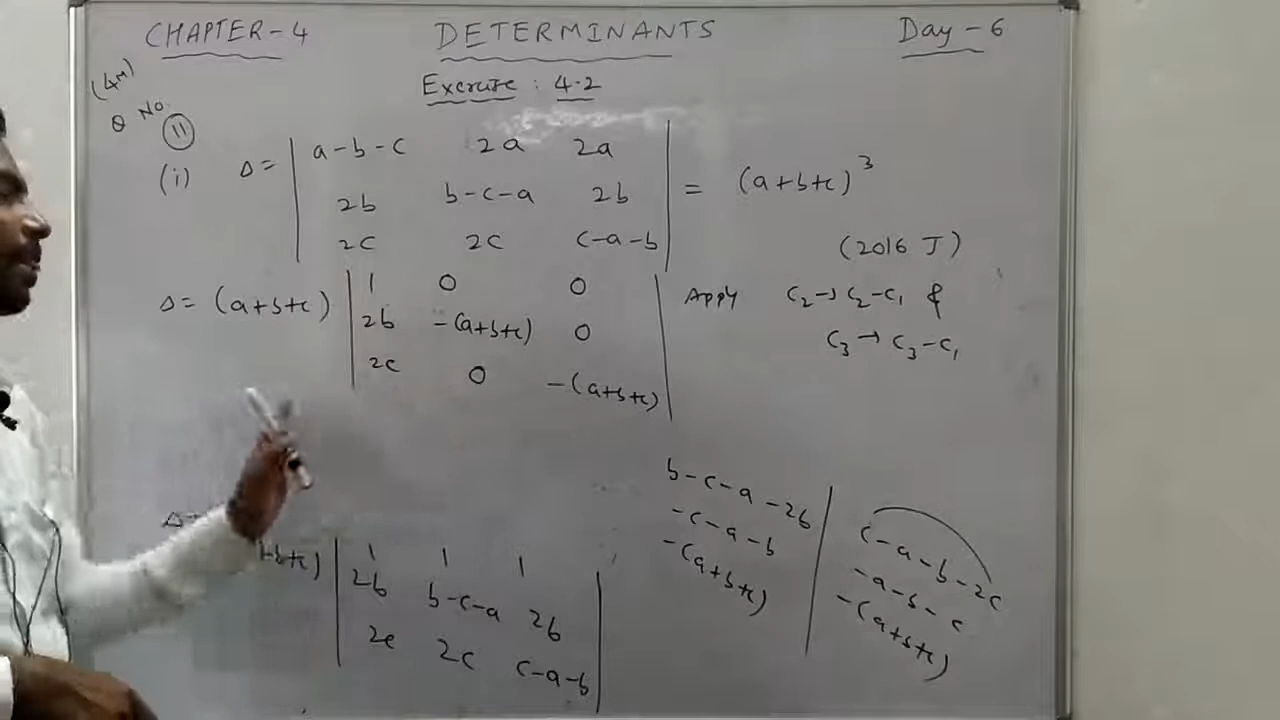 CHAPTER-4 DETERMINANTS Day-6
Excruise : 4.2
(4M)
Q No. 11
(i) Δ = | a-b-c 2a 2a |
| 2b b-c-a 2b | = (a+b+c)³
| 2c 2c c-a-b |
(2016 J)
Δ = (a+b+c) | 1 0 0 | Apply C₂→C₂-C₁ &
| 2b -(a+b+c) 0 | C₃→C₃-C₁
| 2c 0 -(a+b+c) |
b-c-a-2b | c-a-b-2c
-c-a-b | -a-b-c
-(a+b+c) | -(a+b+c)
Δ=
+b+c) | 1 1 1 |
| 2b b-c-a 2b |
| 2c 2c c-a-b |